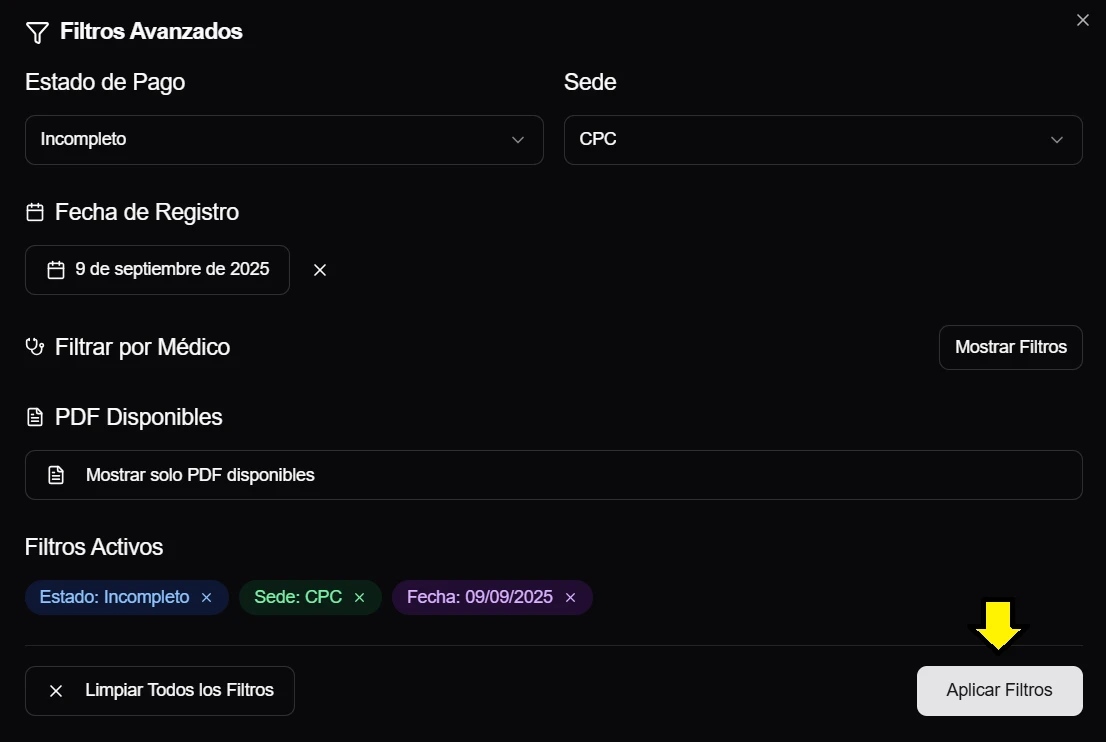 Filtros Avanzados
Estado de Pago
Sede
Incompleto
CPC
Fecha de Registro
9 de septiembre de 2025
Filtrar por Médico
Mostrar Filtros
PDF Disponibles
Mostrar solo PDF disponibles
Filtros Activos
Estado: Incompleto
Sede: CPC
Fecha: 09/09/2025
Limpiar Todos los Filtros
Aplicar Filtros